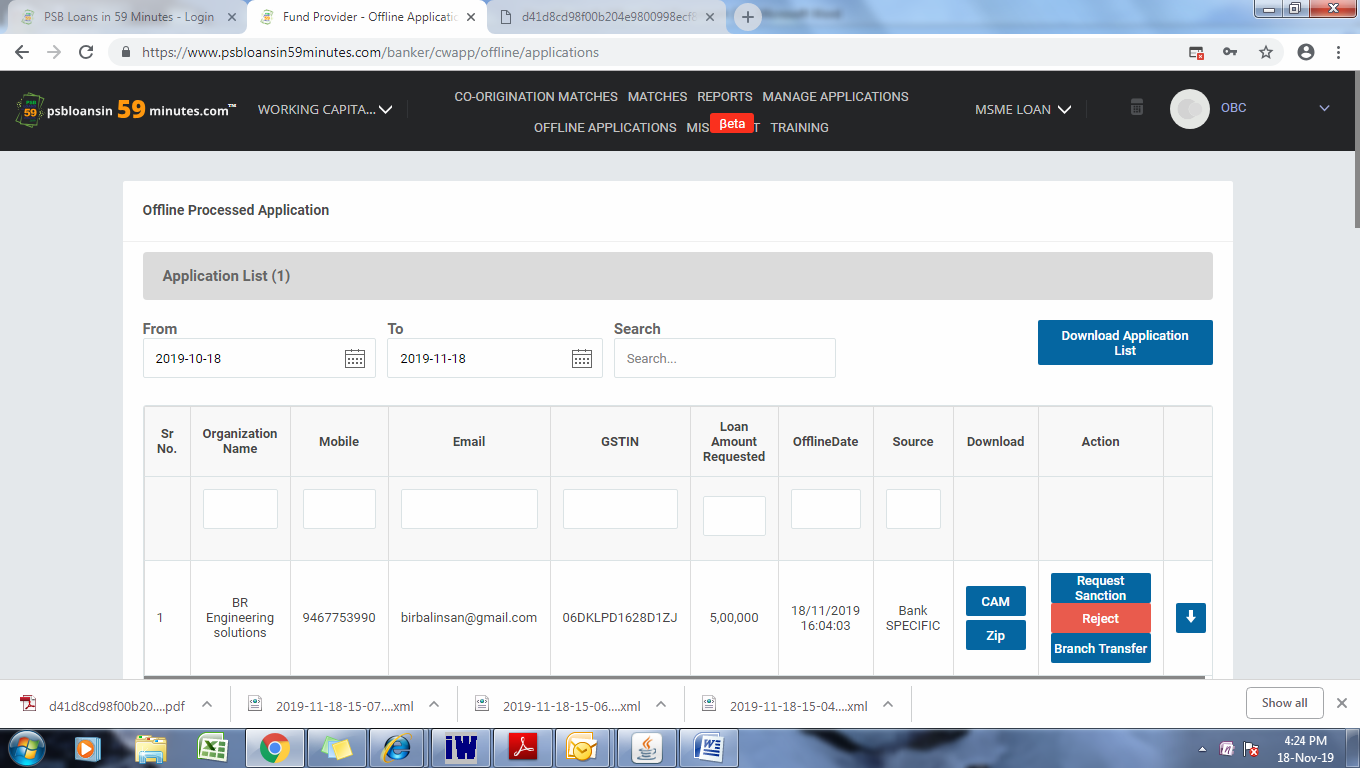 PSB Loans in 59 Minutes - Login
Fund Provider - Offline Applicatic
d41d8cd98f00b204e9800998ecf8
https://www.psbloansin59minutes.com/banker/cwapp/offline/applications
psbloansin 59 minutes.com™
WORKING CAPITA...
CO-ORIGINATION MATCHES MATCHES REPORTS MANAGE APPLICATIONS
OFFLINE APPLICATIONS MIS βeta T TRAINING
MSME LOAN
OBC
Offline Processed Application
Application List (1)
From To Search
2019-10-18 2019-11-18 Search...
Download Application
List
Sr No. Organization Name Mobile Email GSTIN Loan Amount Requested OfflineDate Source Download Action
1 BR Engineering solutions 9467753990 birbalinsan@gmail.com 06DKLPD1628D1ZJ 5,00,000 18/11/2019 16:04:03 Bank SPECIFIC
CAM
Zip
Request Sanction
Reject
Branch Transfer
d41d8cd98f00b20....pdf 2019-11-18-15-07....xml 2019-11-18-15-06....xml 2019-11-18-15-04....xml Show all
4:24 PM
18-Nov-19